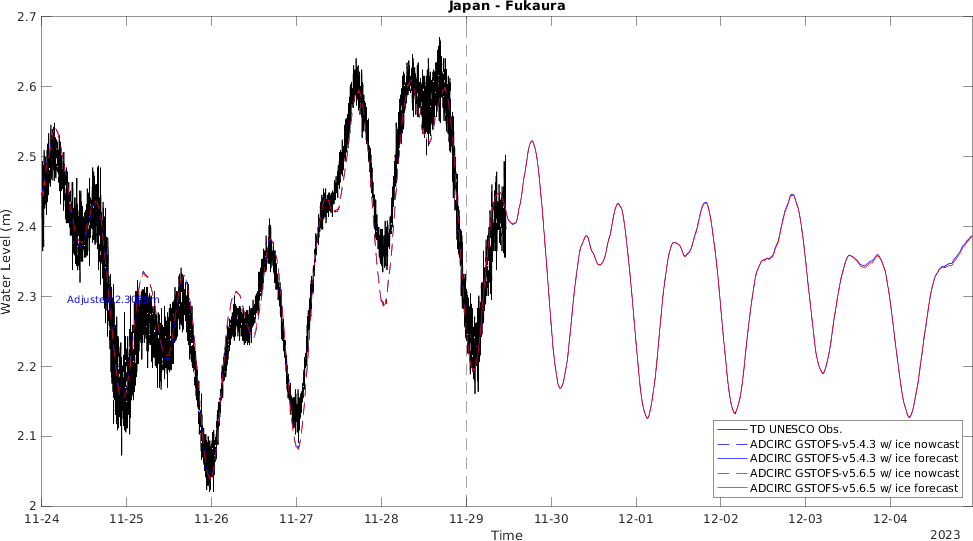 Japan - Fukaura
2.7
2.6
2.5
2.4
2.3
2.2
2.1
2
Water Level (m)
Adjusted
11-24
11-25
11-26
11-27
11-28
11-29
11-30
12-01
12-02
12-03
12-04
Time
2023
TD UNESCO Obs.
ADCIRC GSTOFS-v5.4.3 w/ ice nowcast
ADCIRC GSTOFS-v5.4.3 w/ ice forecast
ADCIRC GSTOFS-v5.6.5 w/ ice nowcast
ADCIRC GSTOFS-v5.6.5 w/ ice forecast